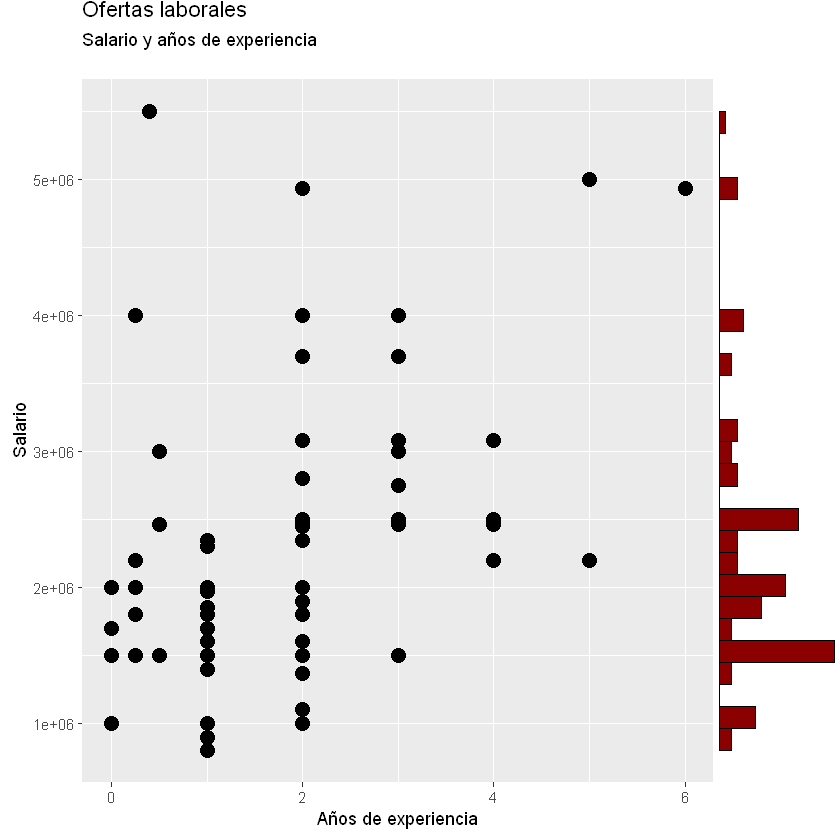 Ofertas laborales
Salario y años de experiencia
5e+06
4e+06
3e+06
2e+06
1e+06
Salario
0 2 4 6
Años de experiencia